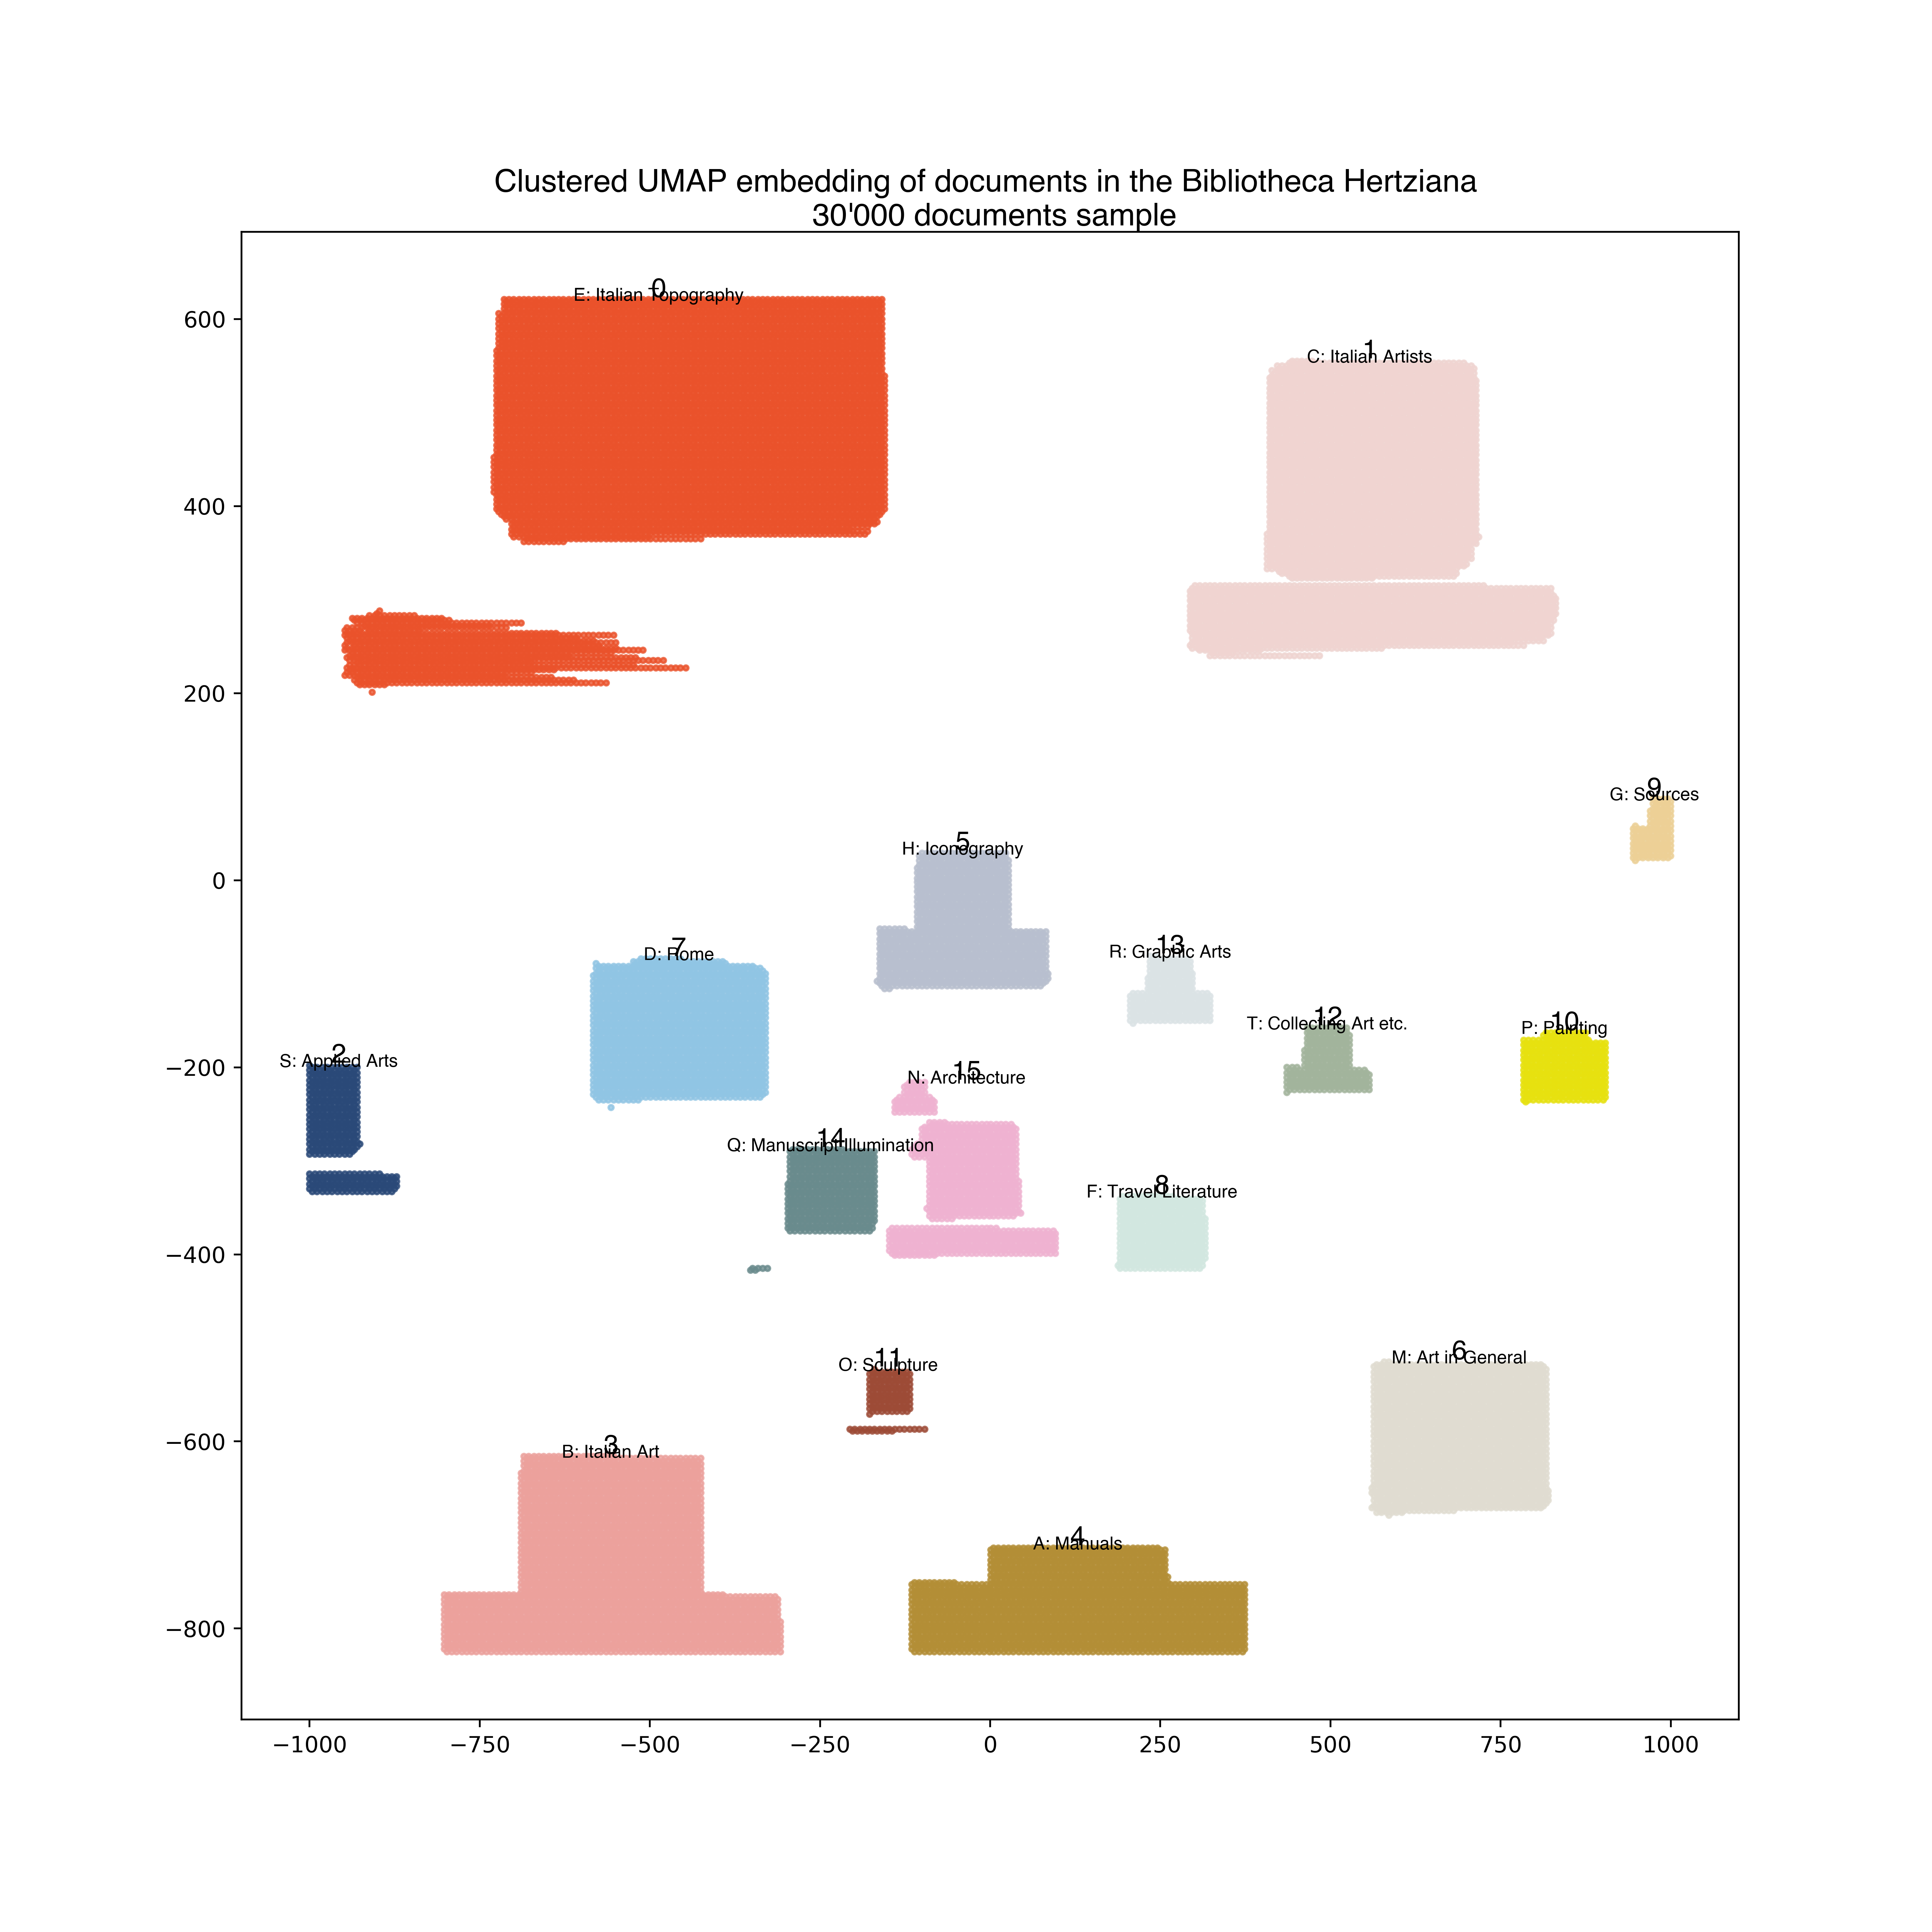 Clustered UMAP embedding of documents in the Bibliotheca Hertziana
30'000 documents sample
600
400
200
0
−200
−400
−600
−800
0
E: Italian Topography
1
C: Italian Artists
9
G: Sources
5
H: Iconography
13
R: Graphic Arts
7
D: Rome
12
T: Collecting Art etc.
10
P: Painting
2
S: Applied Arts
15
N: Architecture
14
Q: Manuscript Illumination
8
F: Travel Literature
11
O: Sculpture
6
M: Art in General
3
B: Italian Art
4
A: Manuals
−1000 −750 −500 −250 0 250 500 750 1000